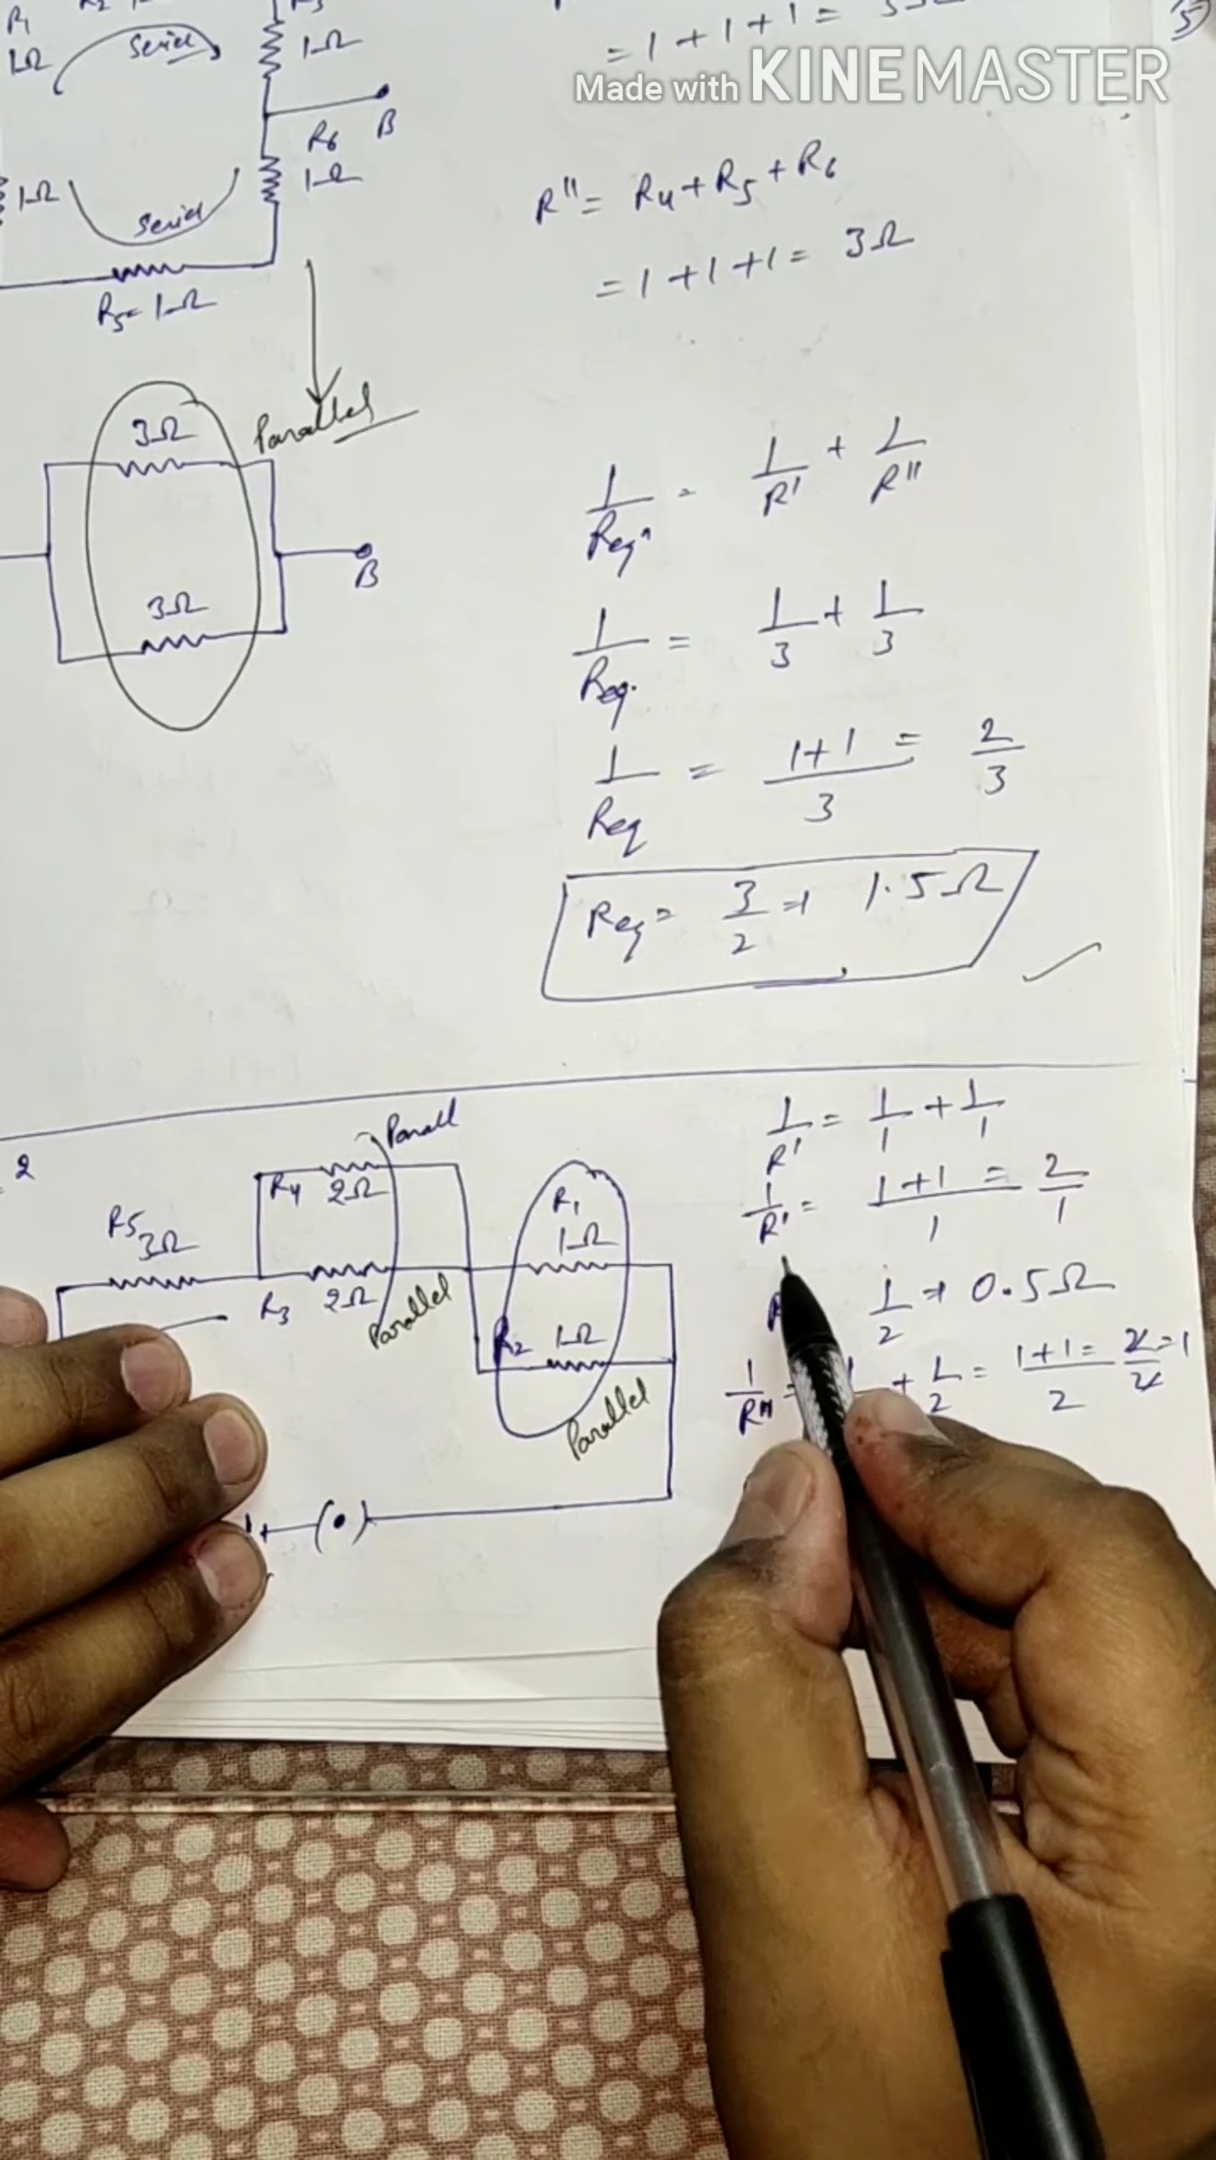 R1
1Ω
Series
1Ω
= 1 + 1 + 1 =
5
Made with KINEMASTER
B
R6
1Ω
1Ω
Series
R5= 1Ω
R" = R4 + R5 + R6
= 1 + 1 + 1 = 3Ω
Parallel
3Ω
3Ω
B
1/Req = 1/R' + 1/R"
1/Req. = 1/3 + 1/3
1/Req = 1+1/3 = 2/3
Req = 3/2 = 1.5Ω
2
Parall
R4 2Ω
R5
3Ω
R3 2Ω
Parallel
R1
1Ω
R2 1Ω
Parallel
1/R' = 1/1 + 1/1
1/R' = 1+1/1 = 2/1
1/2 = 0.5Ω
1/R" = + 1/2 = 1+1/2 = 2/2 = 1